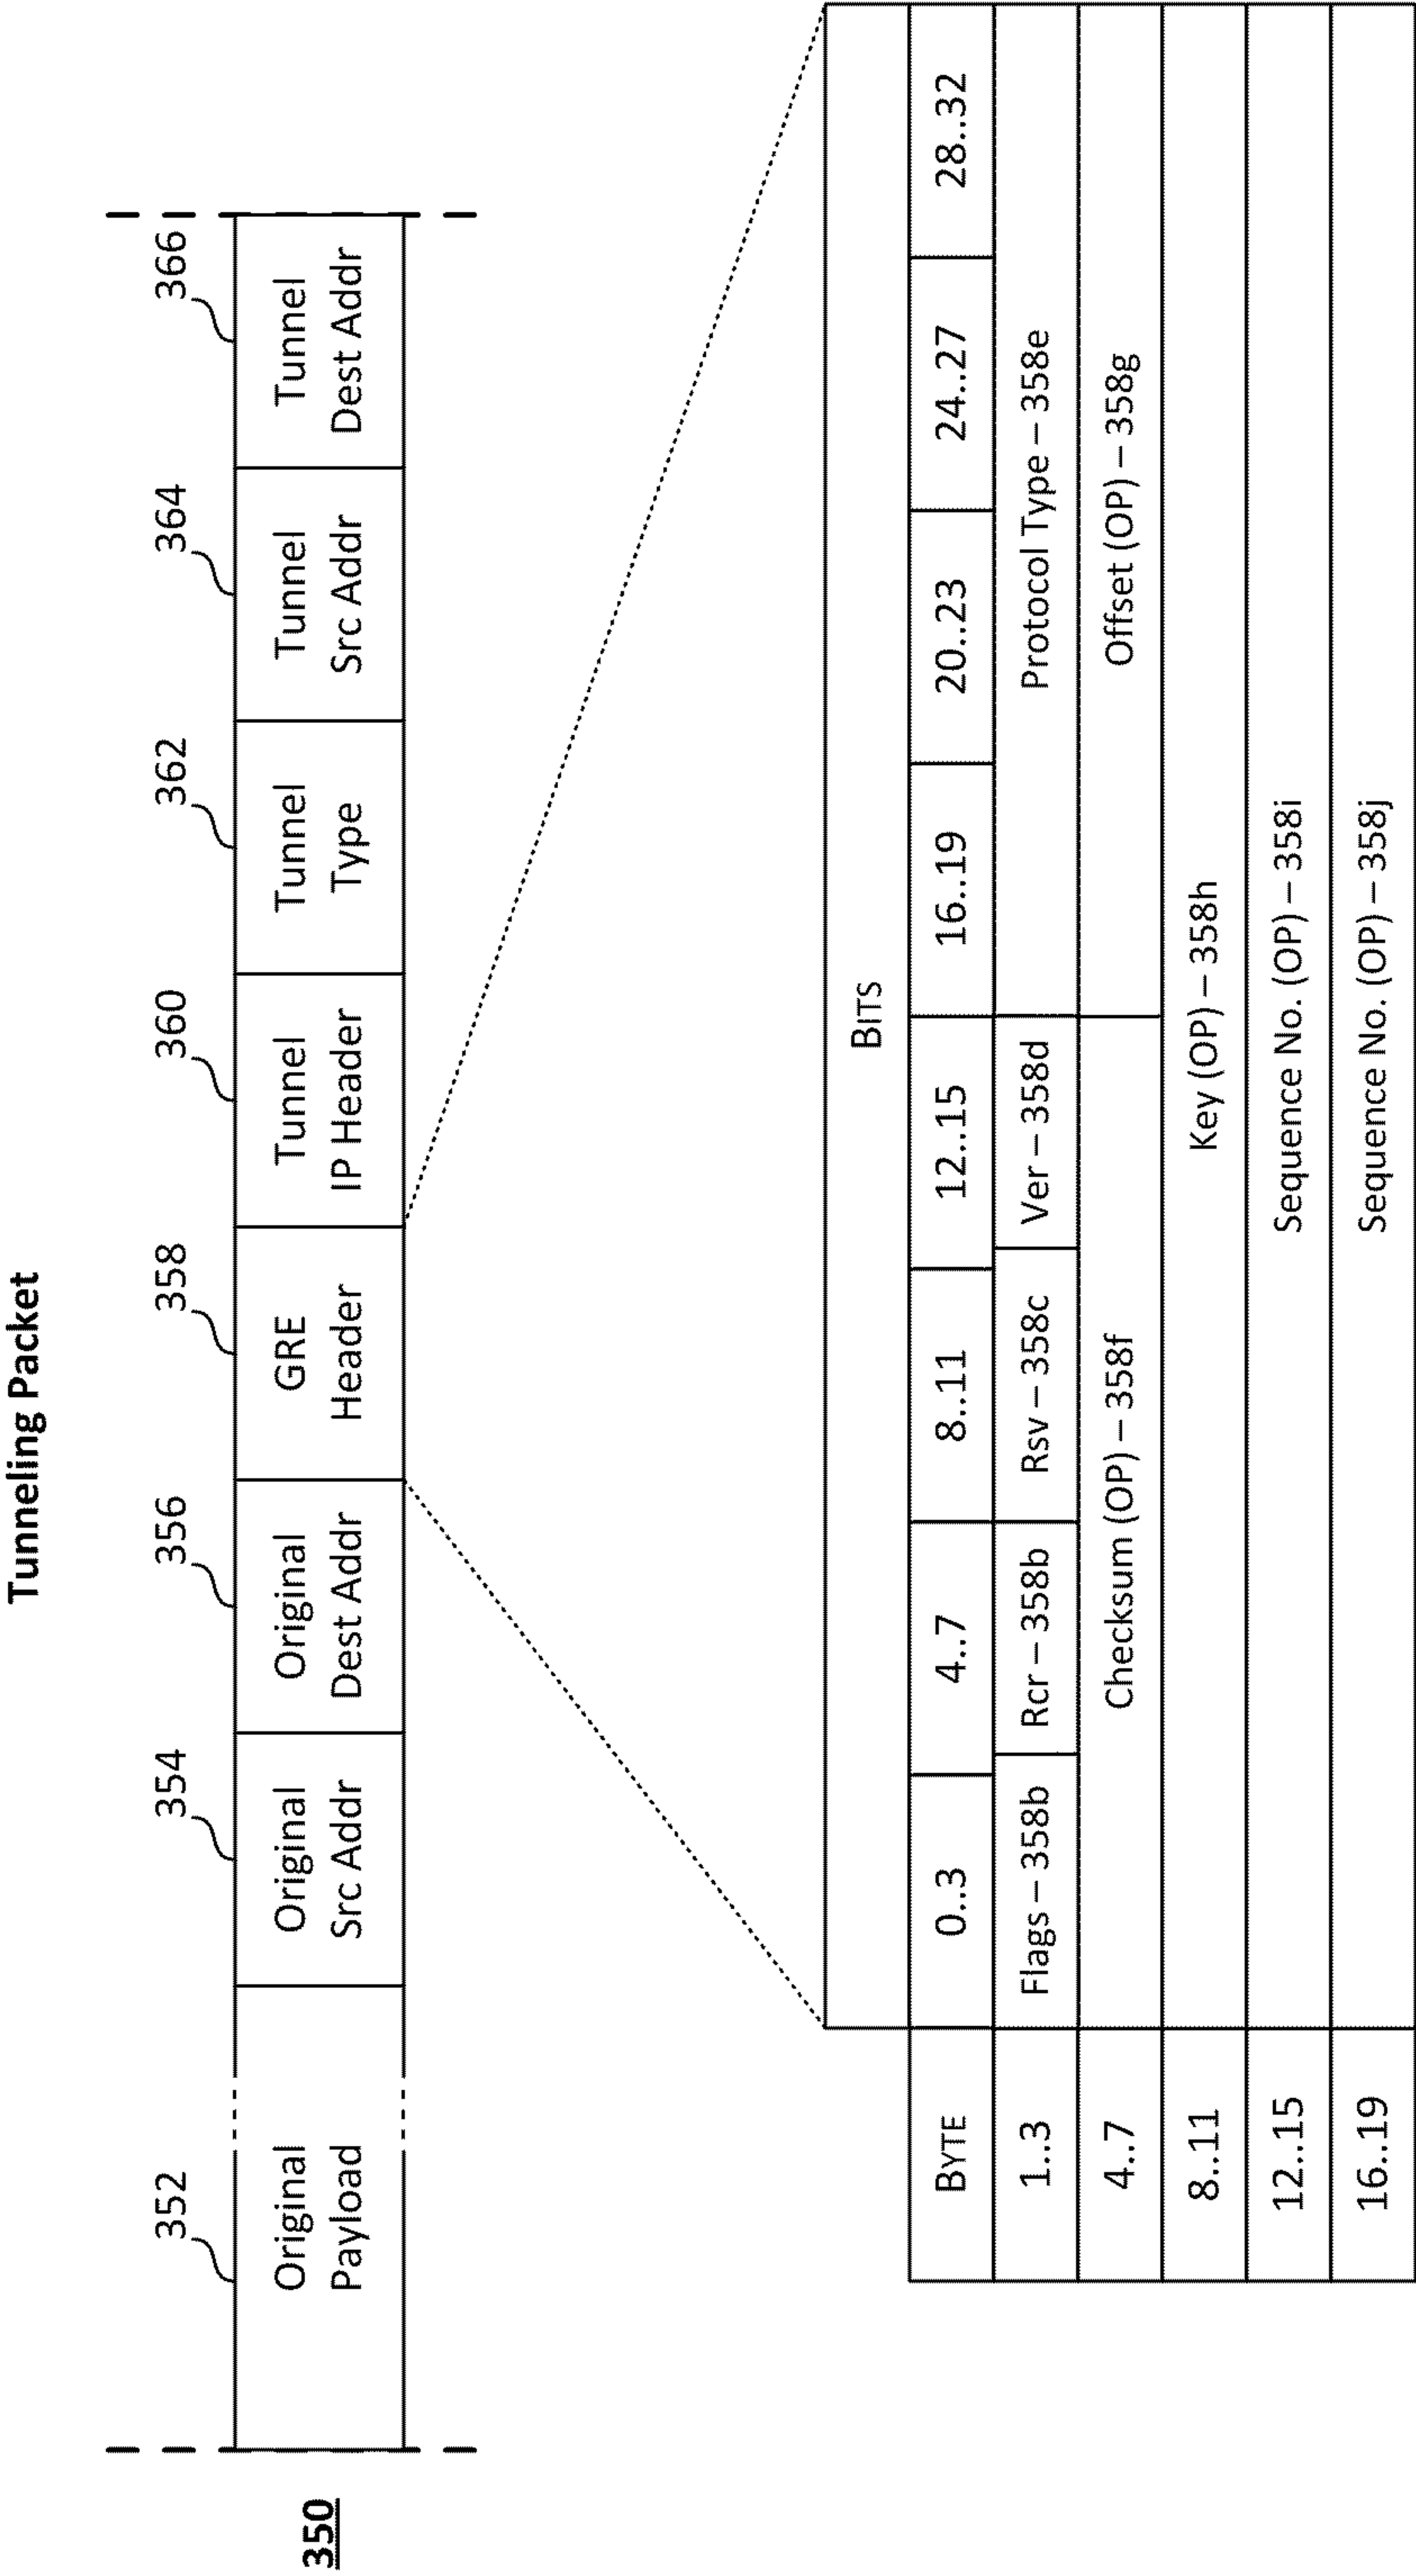 Tunneling Packet
350
352
354
356
358
360
362
364
366
Original
Payload
Original
Src Addr
Original
Dest Addr
GRE
Header
Tunnel
IP Header
Tunnel
Type
Tunnel
Src Addr
Tunnel
Dest Addr
BITS
BYTE
0..3
4..7
8..11
12..15
16..19
20..23
24..27
28..32
1..3
Flags – 358b
Rcr – 358b
Rsv – 358c
Ver – 358d
Protocol Type – 358e
4..7
Checksum (OP) – 358f
Offset (OP) – 358g
8..11
Key (OP) – 358h
12..15
Sequence No. (OP) – 358i
16..19
Sequence No. (OP) – 358j